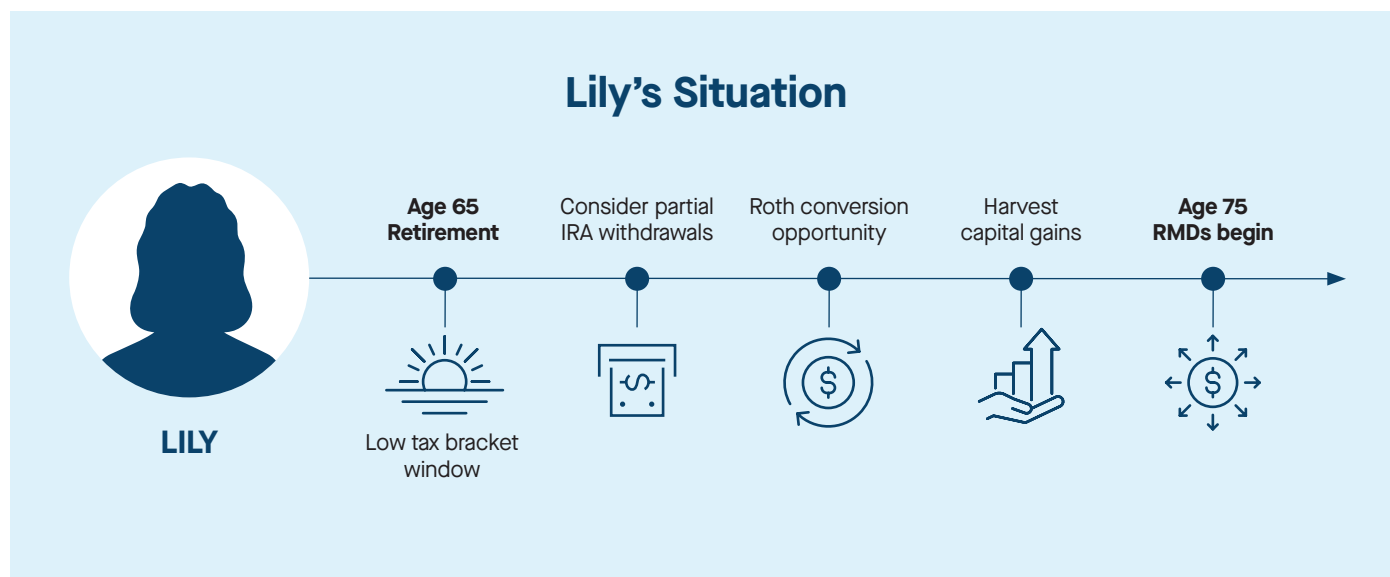 Lily’s Situation
Age 65
Retirement
Consider partial
IRA withdrawals
Roth conversion
opportunity
Harvest
capital gains
Age 75
RMDs begin
$
$
$
LILY
Low tax bracket
window